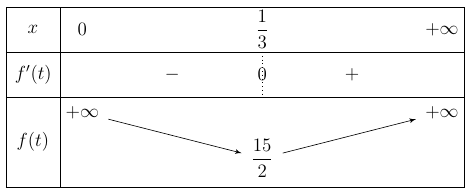 x 0 1/3 +∞
f′(t) − 0 +
f(t) +∞ 15/2 +∞